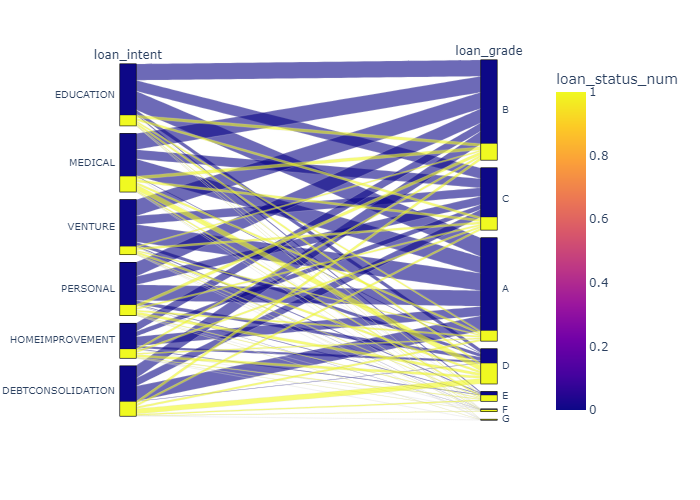 loan_intent
loan_grade
loan_status_num
EDUCATION
MEDICAL
VENTURE
PERSONAL
HOMEIMPROVEMENT
DEBTCONSOLIDATION
B
C
A
D
E
F
G
1
0.8
0.6
0.4
0.2
0